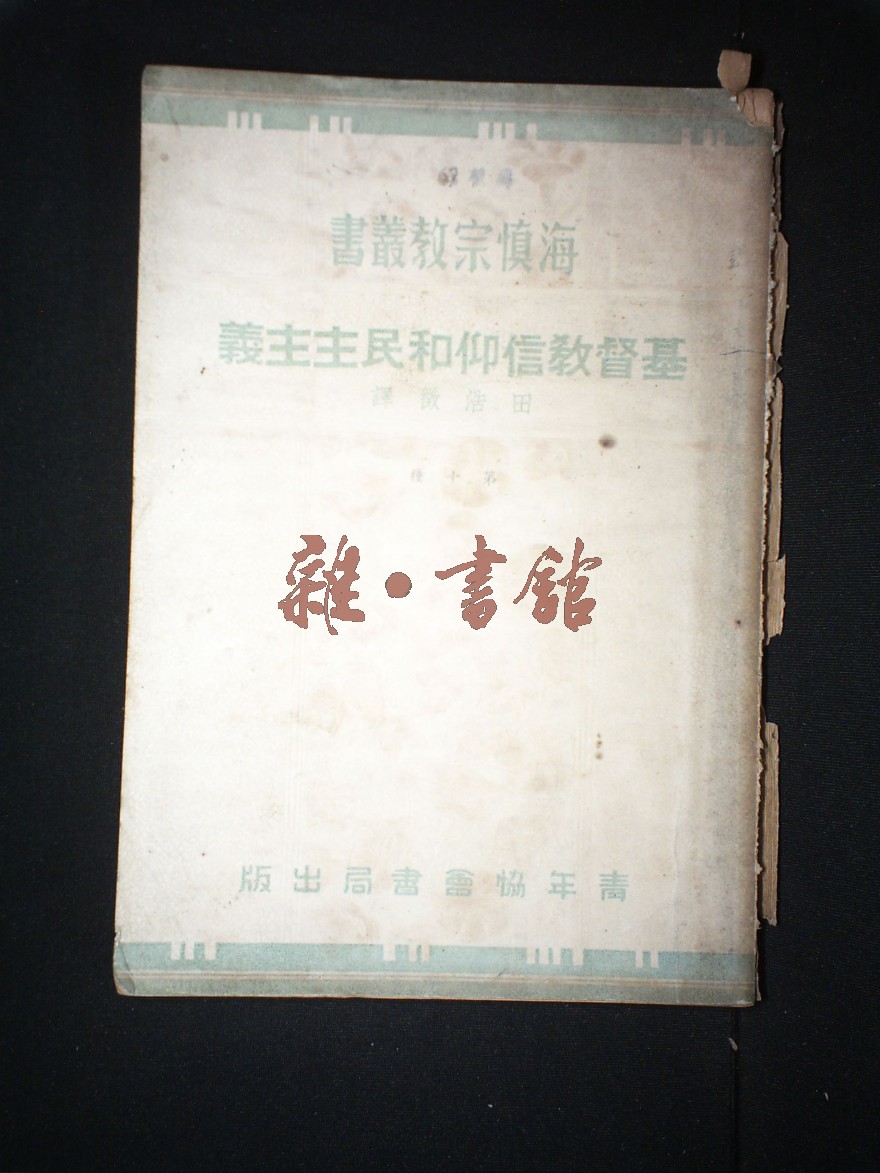 海慎宗教叢書
基督教信仰和民主主義
田浩徵譯
第十種
雜•書館
青年協會書局出版